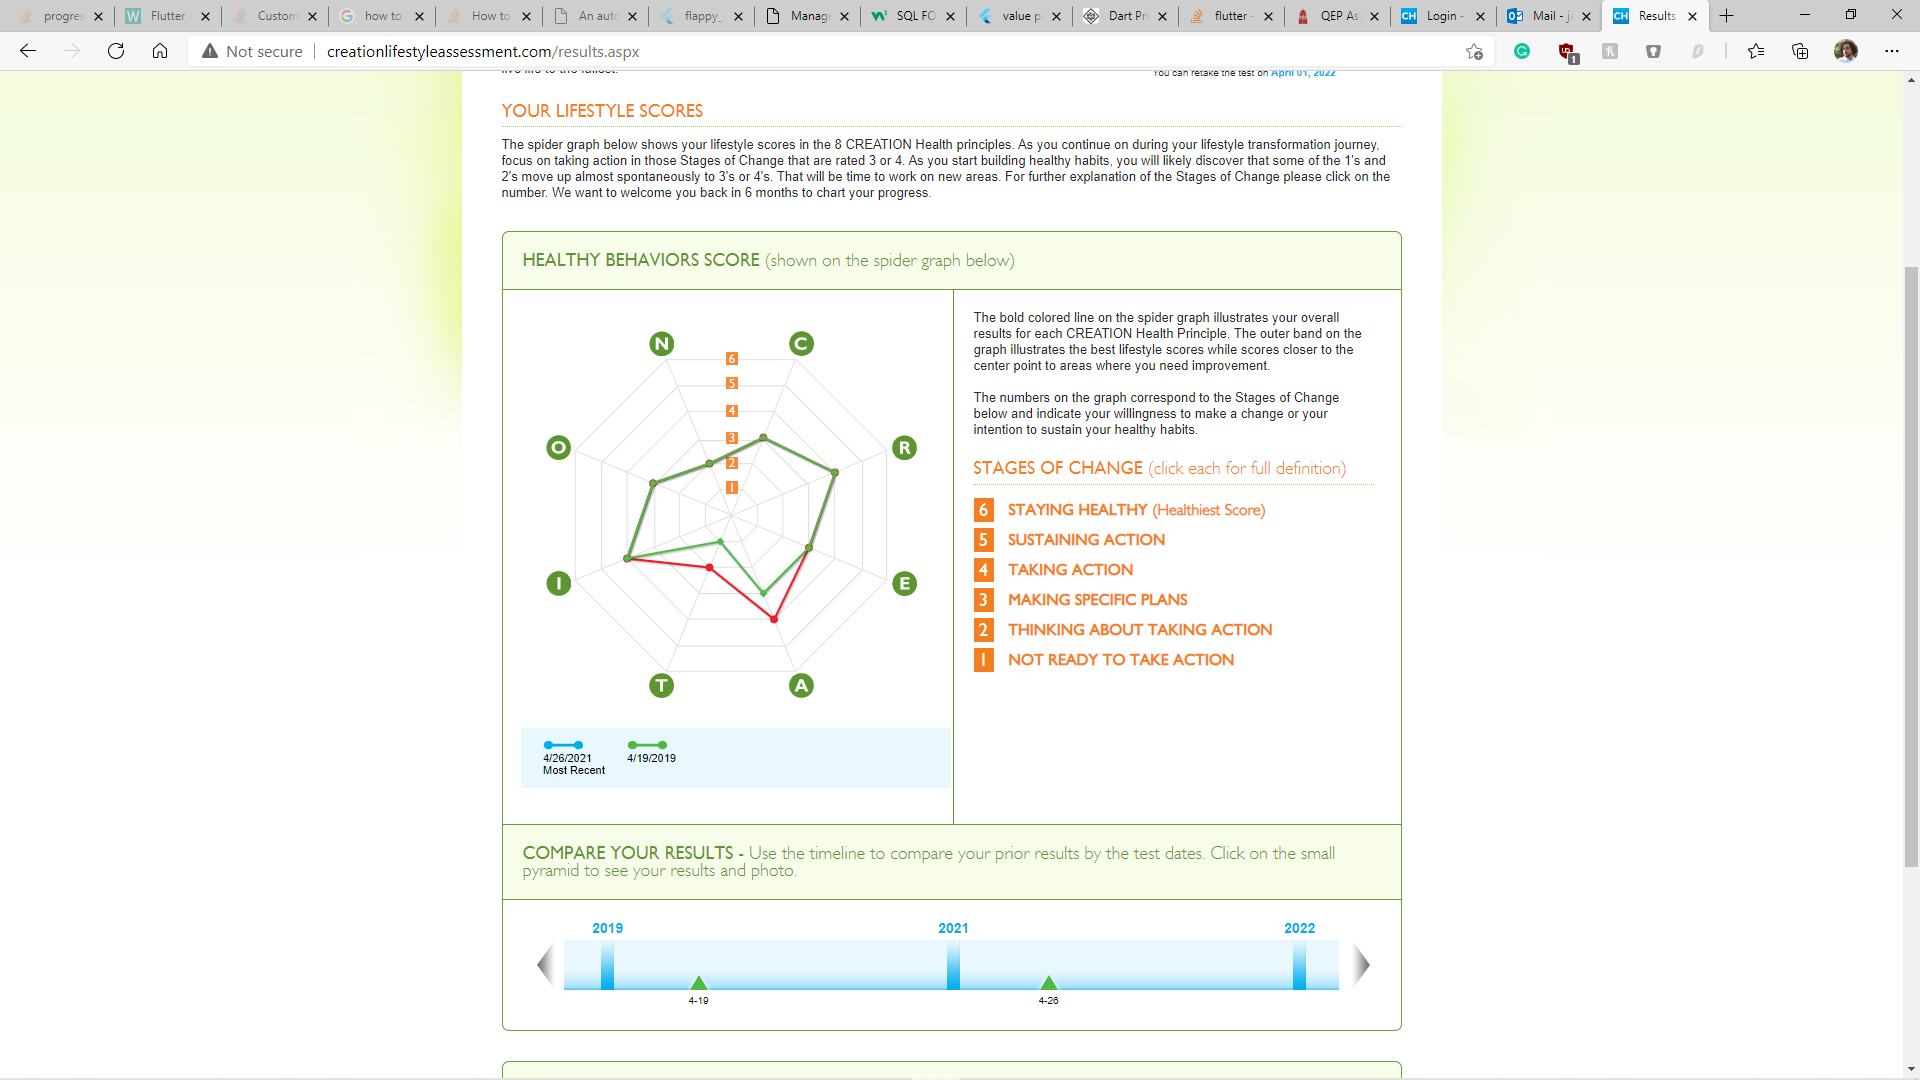 progres
Flutter
Custom
how to
How to
An auto
flappy_
Manag
SQL FO
value p
Dart Pr
flutter -
QEP As
Login -
Mail - j
Results
Not secure
creationlifestyleassessment.com/results.aspx
1
You can retake the test on April 01, 2022
YOUR LIFESTYLE SCORES
The spider graph below shows your lifestyle scores in the 8 CREATION Health principles. As you continue on during your lifestyle transformation journey,
focus on taking action in those Stages of Change that are rated 3 or 4. As you start building healthy habits, you will likely discover that some of the 1's and
2's move up almost spontaneously to 3's or 4's. That will be time to work on new areas. For further explanation of the Stages of Change please click on the
number. We want to welcome you back in 6 months to chart your progress.
HEALTHY BEHAVIORS SCORE (shown on the spider graph below)
N
C
6
5
4
3
2
1
O
R
I
E
T
A
4/26/2021
Most Recent
4/19/2019
The bold colored line on the spider graph illustrates your overall
results for each CREATION Health Principle. The outer band on the
graph illustrates the best lifestyle scores while scores closer to the
center point to areas where you need improvement.
The numbers on the graph correspond to the Stages of Change
below and indicate your willingness to make a change or your
intention to sustain your healthy habits.
STAGES OF CHANGE (click each for full definition)
6 STAYING HEALTHY (Healthiest Score)
5 SUSTAINING ACTION
4 TAKING ACTION
3 MAKING SPECIFIC PLANS
2 THINKING ABOUT TAKING ACTION
1 NOT READY TO TAKE ACTION
COMPARE YOUR RESULTS - Use the timeline to compare your prior results by the test dates. Click on the small
pyramid to see your results and photo.
2019
2021
2022
4-19
4-26